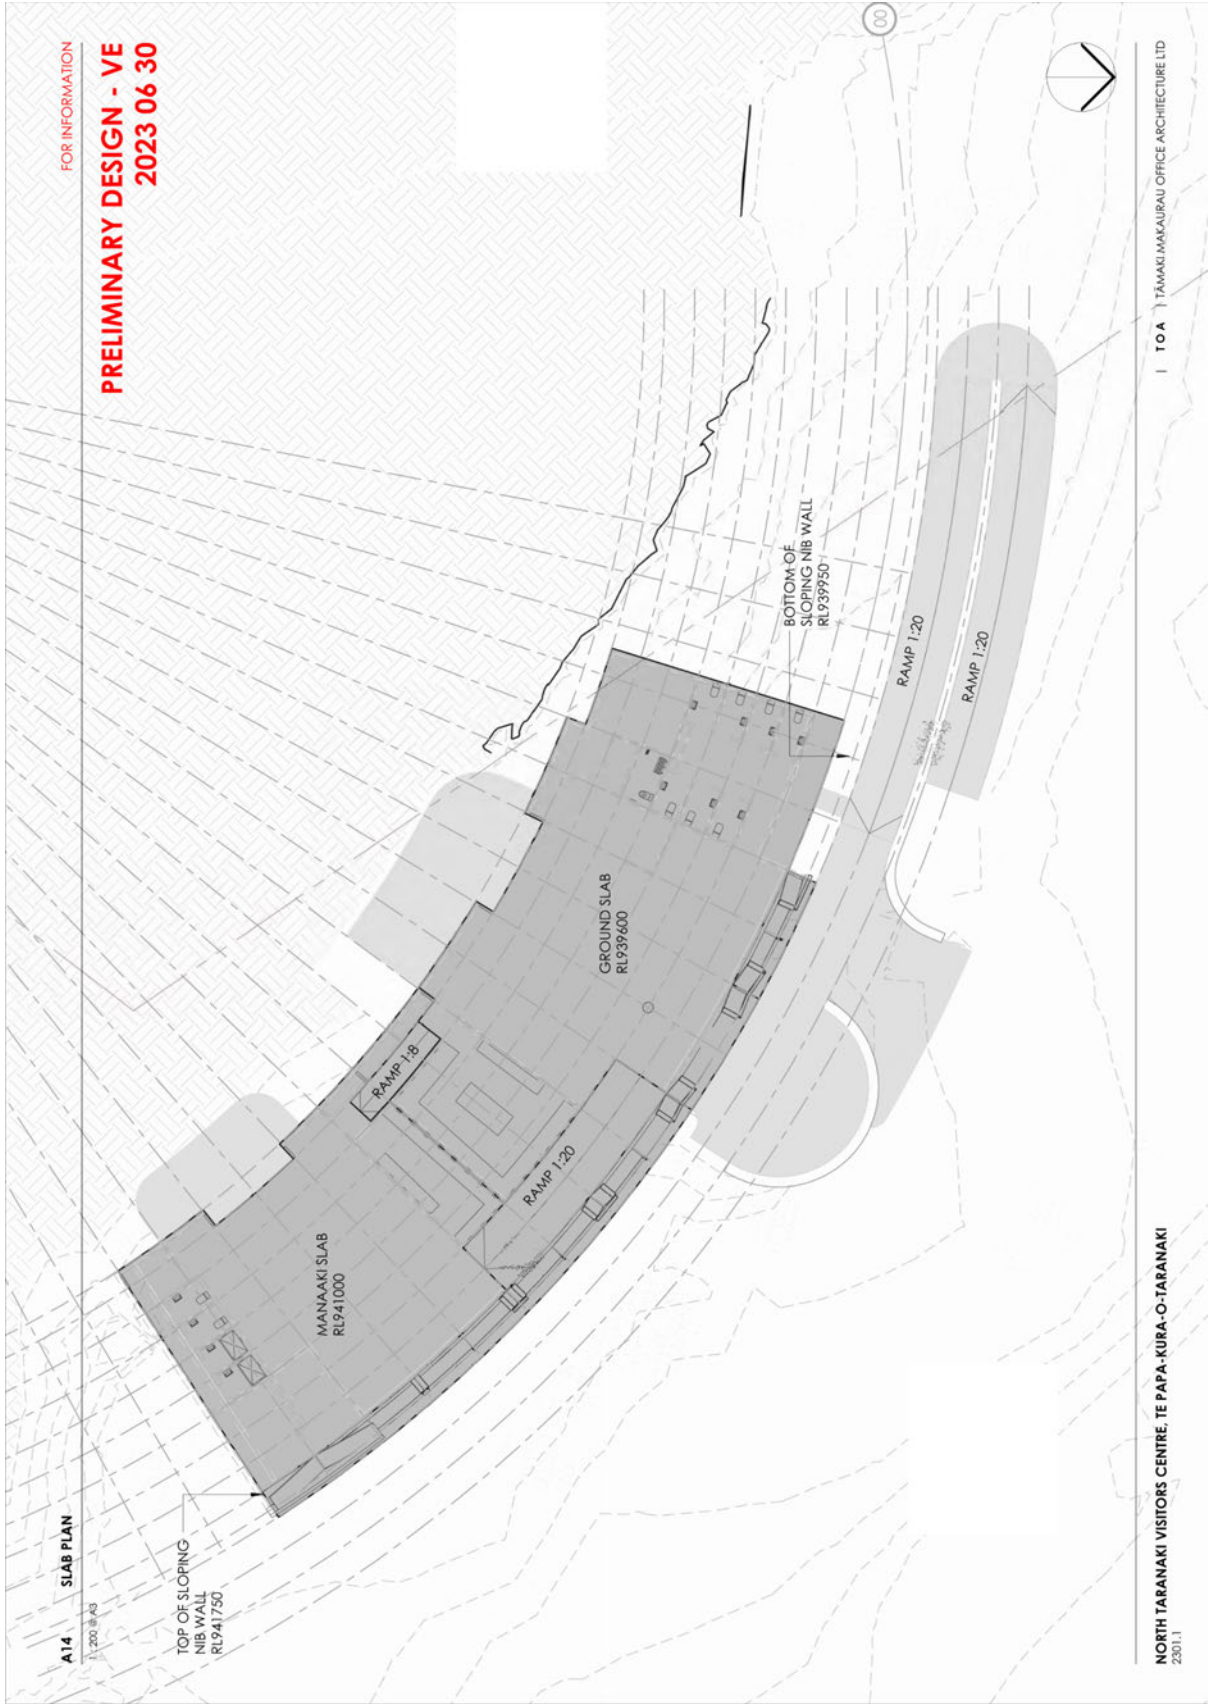 A14 SLAB PLAN
1 : 200 @ A3
FOR INFORMATION
PRELIMINARY DESIGN - VE
2023 06 30
TOP OF SLOPING
NIB WALL
RL941750
MANAAKI SLAB
RL941000
RAMP 1:8
RAMP 1:20
GROUND SLAB
RL939600
BOTTOM OF
SLOPING NIB WALL
RL939950
RAMP 1:20
RAMP 1:20
00
NORTH TARANAKI VISITORS CENTRE, TE PAPA-KURA-O-TARANAKI
2301.1
| TOA | TĀMAKI MAKAURAU OFFICE ARCHITECTURE LTD